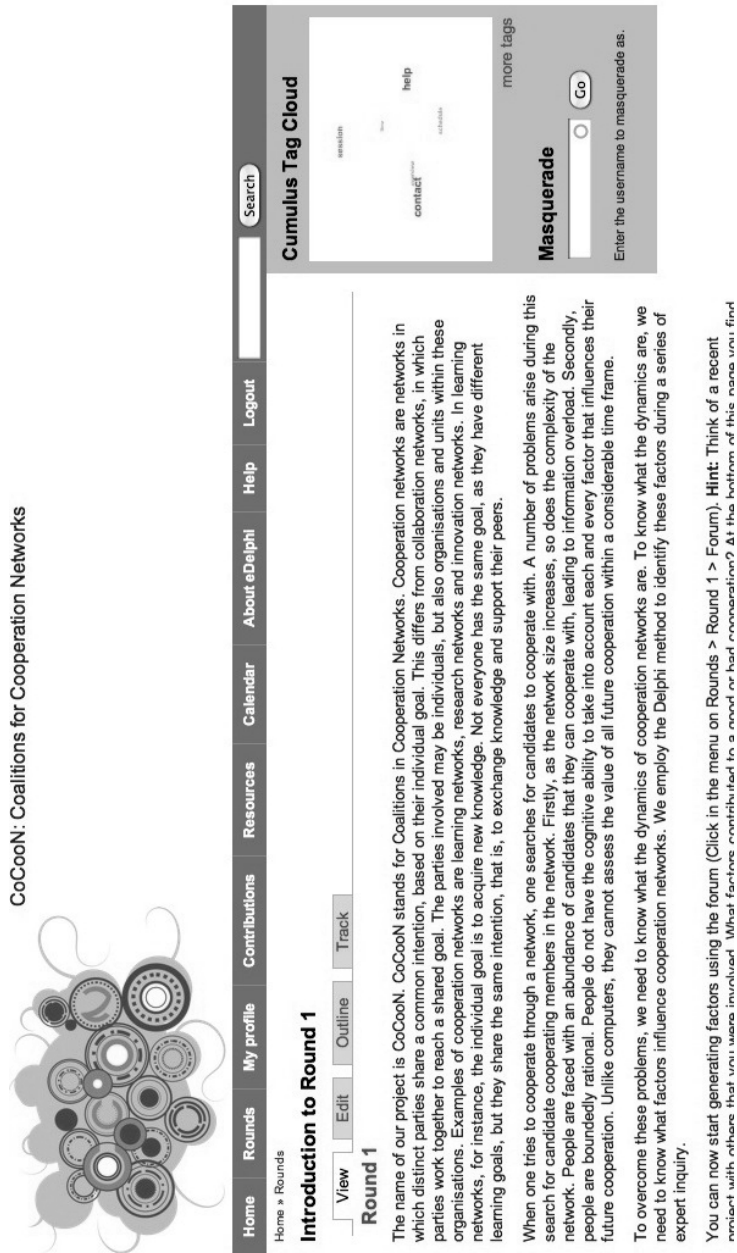 CoCooN: Coalitions for Cooperation Networks
Home Rounds My profile Contributions Resources Calendar About eDelphi Help Logout Search
Home » Rounds
Introduction to Round 1
View Edit Outline Track
Round 1
The name of our project is CoCooN. CoCooN stands for Coalitions in Cooperation Networks. Cooperation networks are networks in
which distinct parties share a common intention, based on their individual goal. This differs from collaboration networks, in which
parties work together to reach a shared goal. The parties involved may be individuals, but also organisations and units within these
organisations. Examples of cooperation networks are learning networks, research networks and innovation networks. In learning
networks, for instance, the individual goal is to acquire new knowledge. Not everyone has the same goal, as they have different
learning goals, but they share the same intention, that is, to exchange knowledge and support their peers.
When one tries to cooperate through a network, one searches for candidates to cooperate with. A number of problems arise during this
search for candidate cooperating members in the network. Firstly, as the network size increases, so does the complexity of the
network. People are faced with an abundance of candidates that they can cooperate with, leading to information overload. Secondly,
people are boundedly rational. People do not have the cognitive ability to take into account each and every factor that influences their
future cooperation. Unlike computers, they cannot assess the value of all future cooperation within a considerable time frame.
To overcome these problems, we need to know what the dynamics of cooperation networks are. To know what the dynamics are, we
need to know what factors influence cooperation networks. We employ the Delphi method to identify these factors during a series of
expert inquiry.
You can now start generating factors using the forum (Click in the menu on Rounds > Round 1 > Forum). Hint: Think of a recent
project with others that you were involved. What factors contributed to a good or bad cooperation? At the bottom of this page you find
Cumulus Tag Cloud
session
help
schedule
contact
more tags
Masquerade
Go
Enter the username to masquerade as.